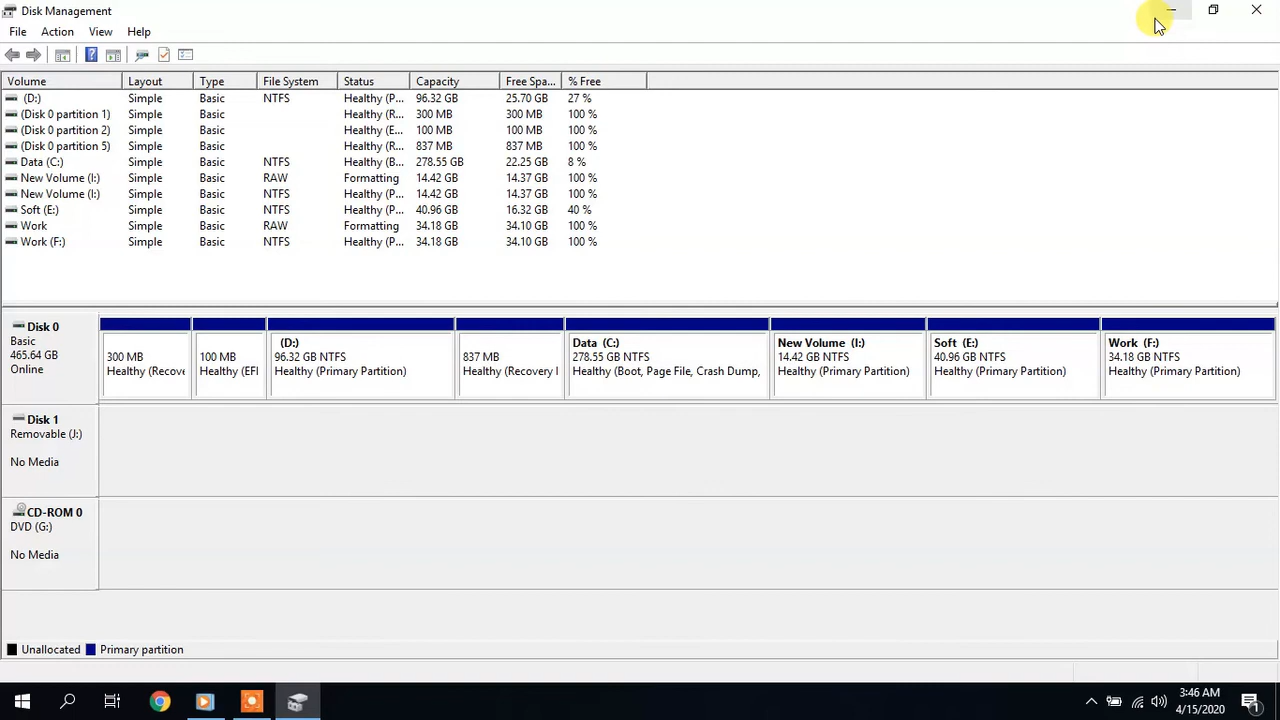 Disk Management
File Action View Help
Volume Layout Type File System Status Capacity Free Spa... % Free
(D:) Simple Basic NTFS Healthy (P... 96.32 GB 25.70 GB 27 %
(Disk 0 partition 1) Simple Basic Healthy (R... 300 MB 300 MB 100 %
(Disk 0 partition 2) Simple Basic Healthy (E... 100 MB 100 MB 100 %
(Disk 0 partition 5) Simple Basic Healthy (R... 837 MB 837 MB 100 %
Data (C:) Simple Basic NTFS Healthy (B... 278.55 GB 22.25 GB 8 %
New Volume (I:) Simple Basic RAW Formatting 14.42 GB 14.37 GB 100 %
New Volume (I:) Simple Basic NTFS Healthy (P... 14.42 GB 14.37 GB 100 %
Soft (E:) Simple Basic NTFS Healthy (P... 40.96 GB 16.32 GB 40 %
Work Simple Basic RAW Formatting 34.18 GB 34.10 GB 100 %
Work (F:) Simple Basic NTFS Healthy (P... 34.18 GB 34.10 GB 100 %
Disk 0
Basic
465.64 GB
Online
300 MB
Healthy (Recove
100 MB
Healthy (EFI
(D:)
96.32 GB NTFS
Healthy (Primary Partition)
837 MB
Healthy (Recovery I
Data (C:)
278.55 GB NTFS
Healthy (Boot, Page File, Crash Dump,
New Volume (I:)
14.42 GB NTFS
Healthy (Primary Partition)
Soft (E:)
40.96 GB NTFS
Healthy (Primary Partition)
Work (F:)
34.18 GB NTFS
Healthy (Primary Partition)
Disk 1
Removable (J:)
No Media
CD-ROM 0
DVD (G:)
No Media
Unallocated Primary partition
3:46 AM
4/15/2020
1